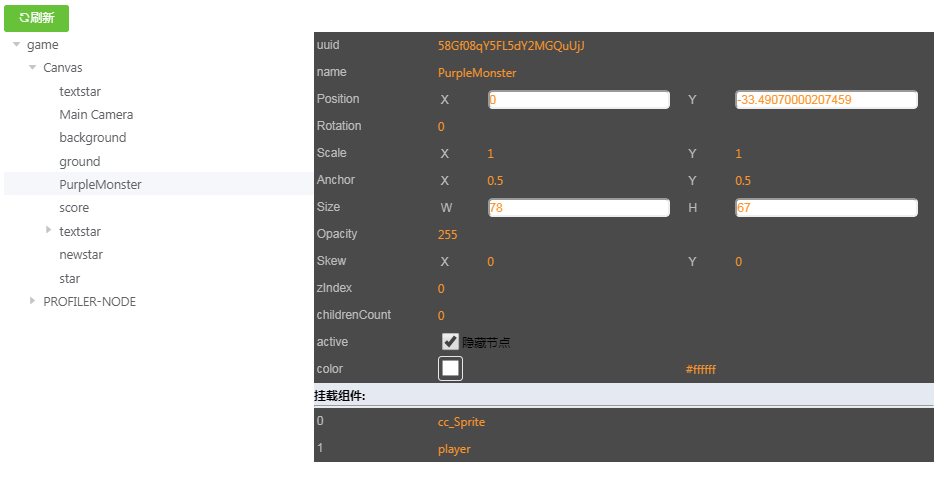 刷新
game
Canvas
textstar
Main Camera
background
ground
PurpleMonster
score
textstar
newstar
star
PROFILER-NODE
uuid 58Gf08qY5FL5dY2MGQuUjJ
name PurpleMonster
Position X 0 Y -33.49070000207459
Rotation 0
Scale X 1 Y 1
Anchor X 0.5 Y 0.5
Size W 78 H 67
Opacity 255
Skew X 0 Y 0
zIndex 0
childrenCount 0
active 隐藏节点
color #ffffff
挂载组件:
0 cc_Sprite
1 player